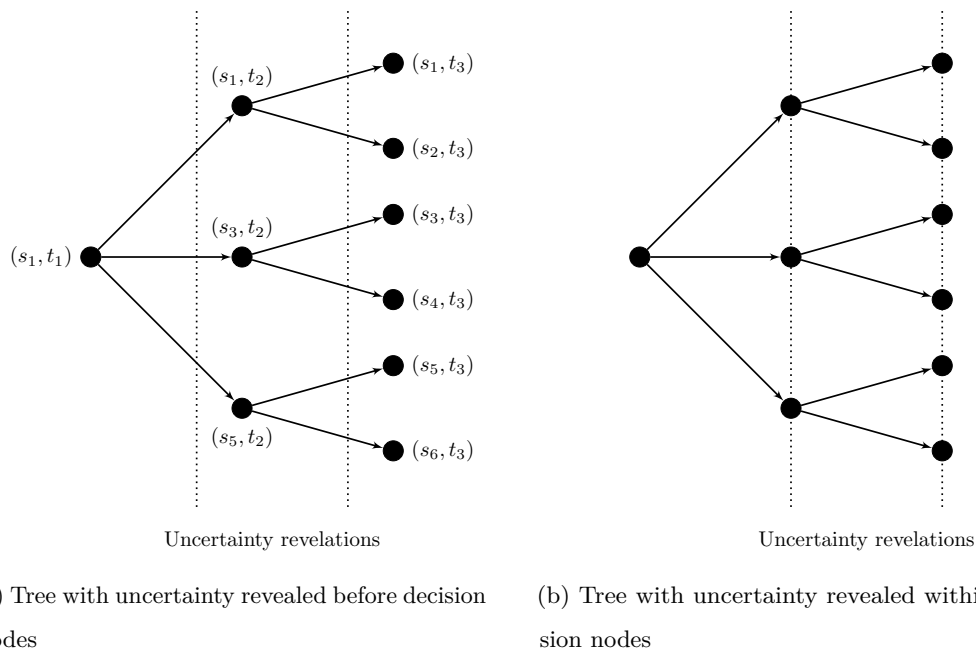 (s₁, t₂)
(s₁, t₃)
(s₂, t₃)
(s₃, t₂)
(s₃, t₃)
(s₁, t₁)
(s₄, t₃)
(s₅, t₃)
(s₅, t₂)
(s₆, t₃)
Uncertainty revelations
) Tree with uncertainty revealed before decision
odes
Uncertainty revelations
(b) Tree with uncertainty revealed
sion nodes